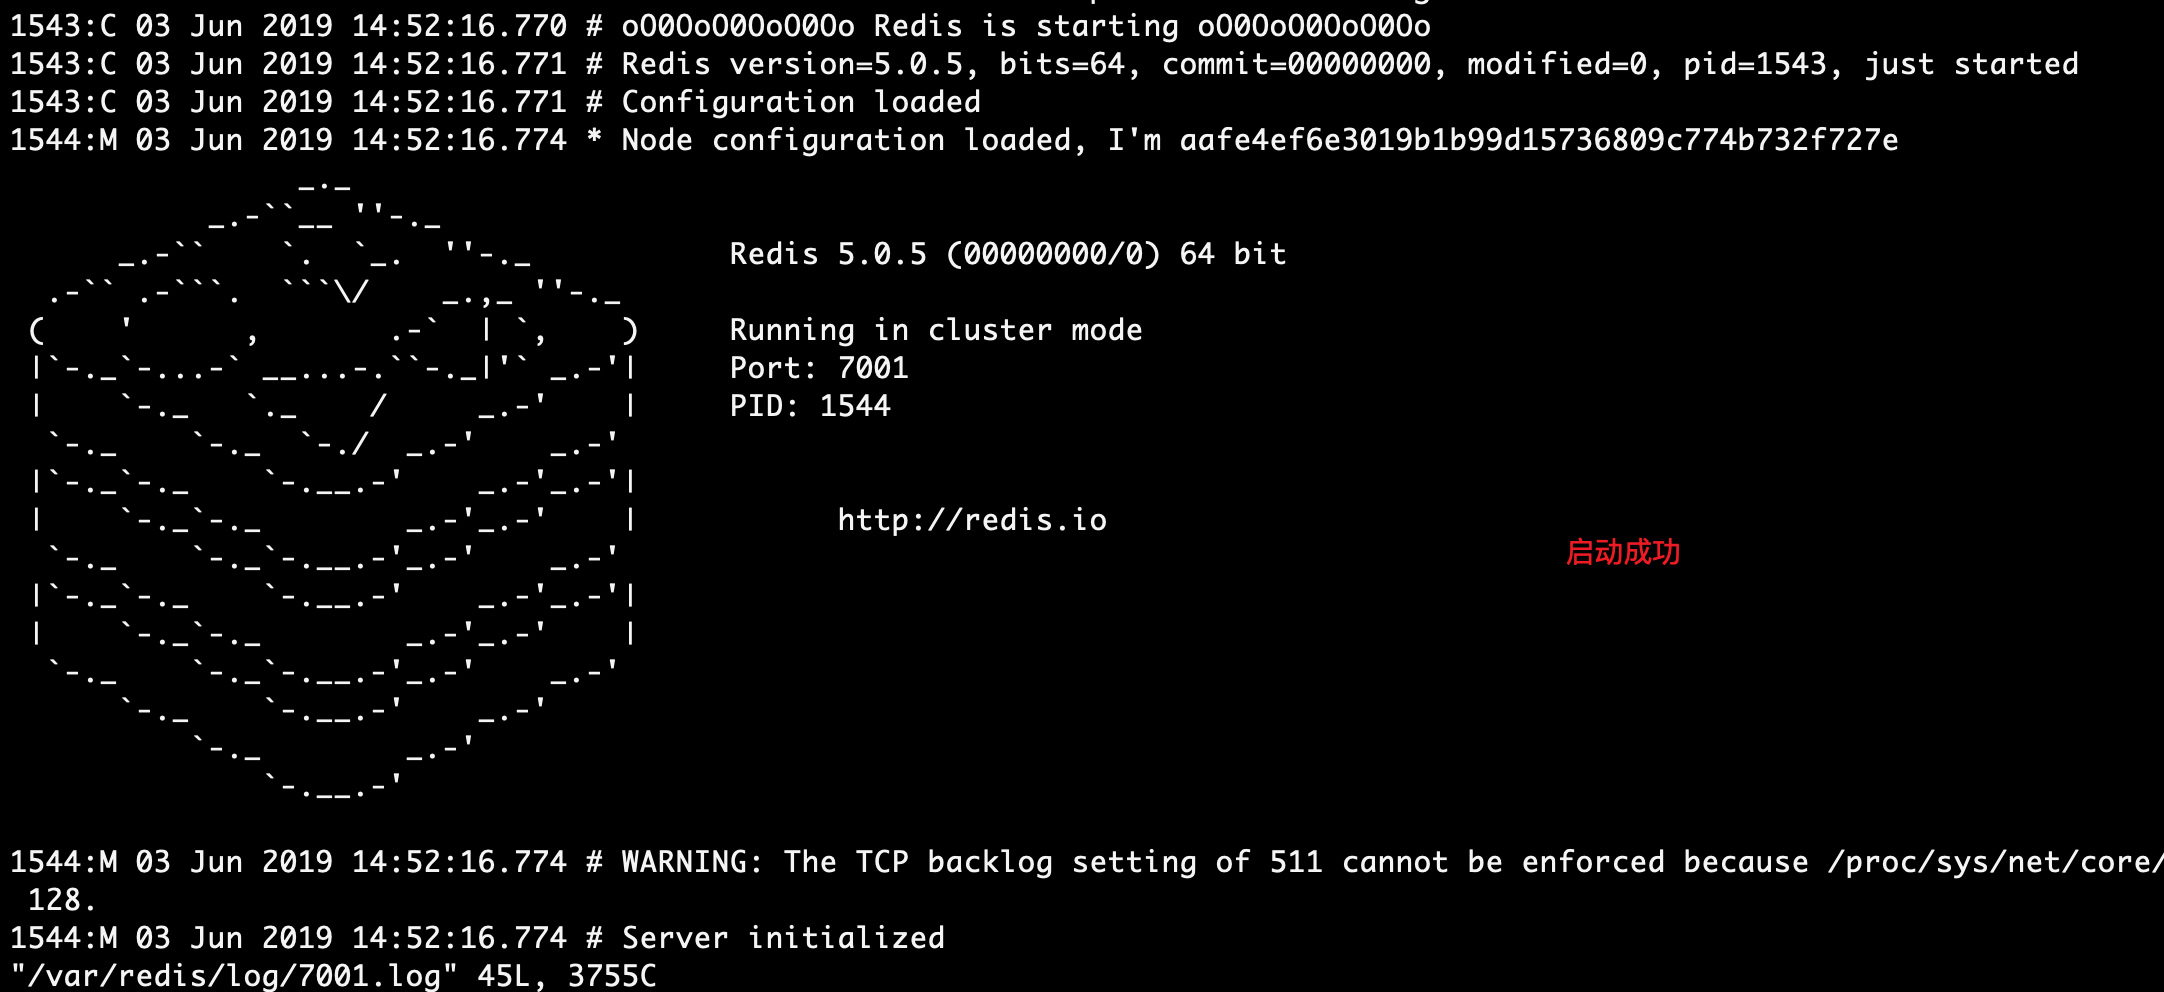 1543:C 03 Jun 2019 14:52:16.770 # oO0OoO0OoO0Oo Redis is starting oO0OoO0OoO0Oo
1543:C 03 Jun 2019 14:52:16.771 # Redis version=5.0.5, bits=64, commit=00000000, modified=0, pid=1543, just started
1543:C 03 Jun 2019 14:52:16.771 # Configuration loaded
1544:M 03 Jun 2019 14:52:16.774 * Node configuration loaded, I'm aafe4ef6e3019b1b99d15736809c774b732f727e
Redis 5.0.5 (00000000/0) 64 bit
Running in cluster mode
Port: 7001
PID: 1544
http://redis.io
启动成功
1544:M 03 Jun 2019 14:52:16.774 # WARNING: The TCP backlog setting of 511 cannot be enforced because /proc/sys/net/core/
128.
1544:M 03 Jun 2019 14:52:16.774 # Server initialized
"/var/redis/log/7001.log" 45L, 3755C